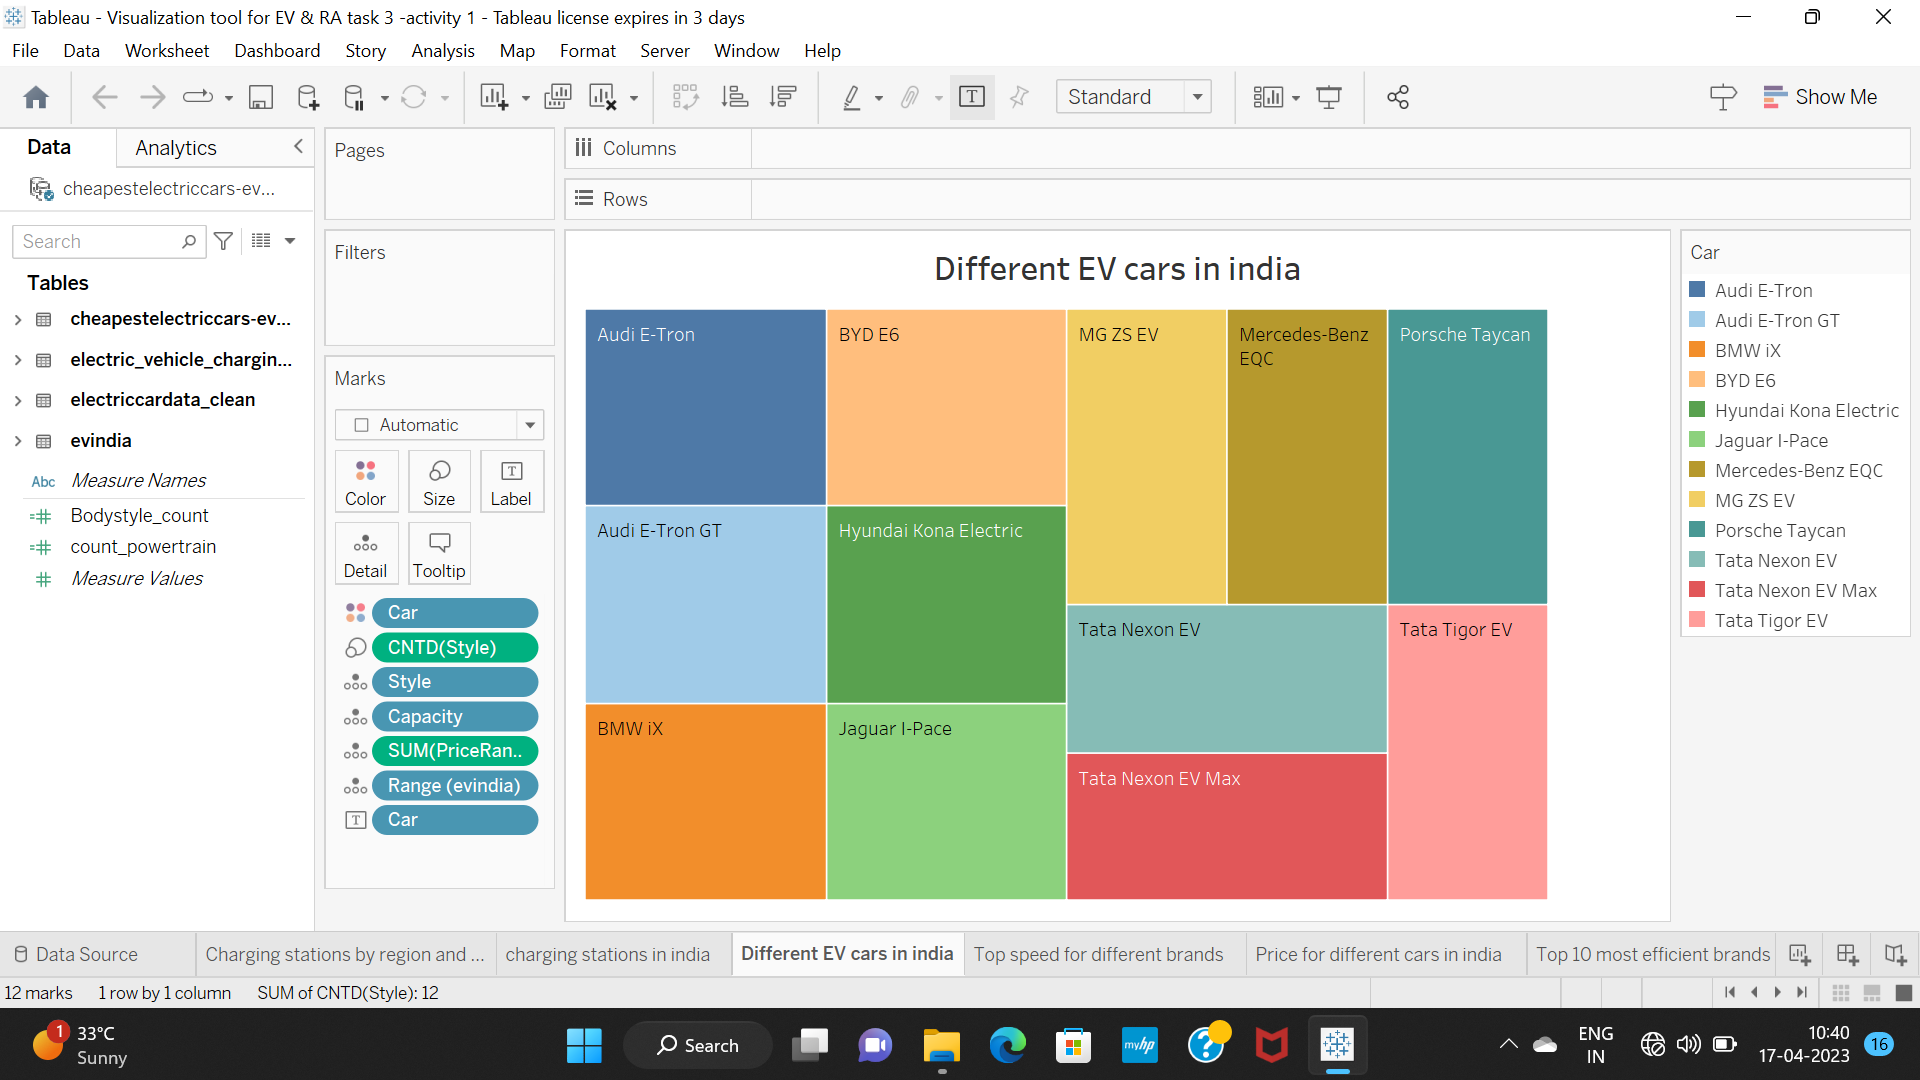 Tableau - Visualization tool for EV & RA task 3 -activity 1 - Tableau license expires in 3 days
File Data Worksheet Dashboard Story Analysis Map Format Server Window Help
Standard
Show Me
Data
Analytics
cheapestelectriccars-ev...
Search
Tables
cheapestelectriccars-ev...
electric_vehicle_chargin...
electriccardata_clean
evindia
Abc Measure Names
Bodystyle_count
count_powertrain
Measure Values
Pages
Filters
Marks
Automatic
Color
Size
Label
Detail
Tooltip
Car
CNTD(Style)
Style
Capacity
SUM(PriceRan..
Range (evindia)
Car
Columns
Rows
Different EV cars in india
Audi E-Tron
BYD E6
MG ZS EV
Mercedes-Benz
EQC
Porsche Taycan
Audi E-Tron GT
Hyundai Kona Electric
Tata Nexon EV
Tata Tigor EV
BMW iX
Jaguar I-Pace
Tata Nexon EV Max
Car
Audi E-Tron
Audi E-Tron GT
BMW iX
BYD E6
Hyundai Kona Electric
Jaguar I-Pace
Mercedes-Benz EQC
MG ZS EV
Porsche Taycan
Tata Nexon EV
Tata Nexon EV Max
Tata Tigor EV
Data Source
Charging stations by region and ...
charging stations in india
Different EV cars in india
Top speed for different brands
Price for different cars in india
Top 10 most efficient brands
12 marks
1 row by 1 column
SUM of CNTD(Style): 12
1
33°C
Sunny
Search
myhp
ENG
IN
10:40
17-04-2023
16